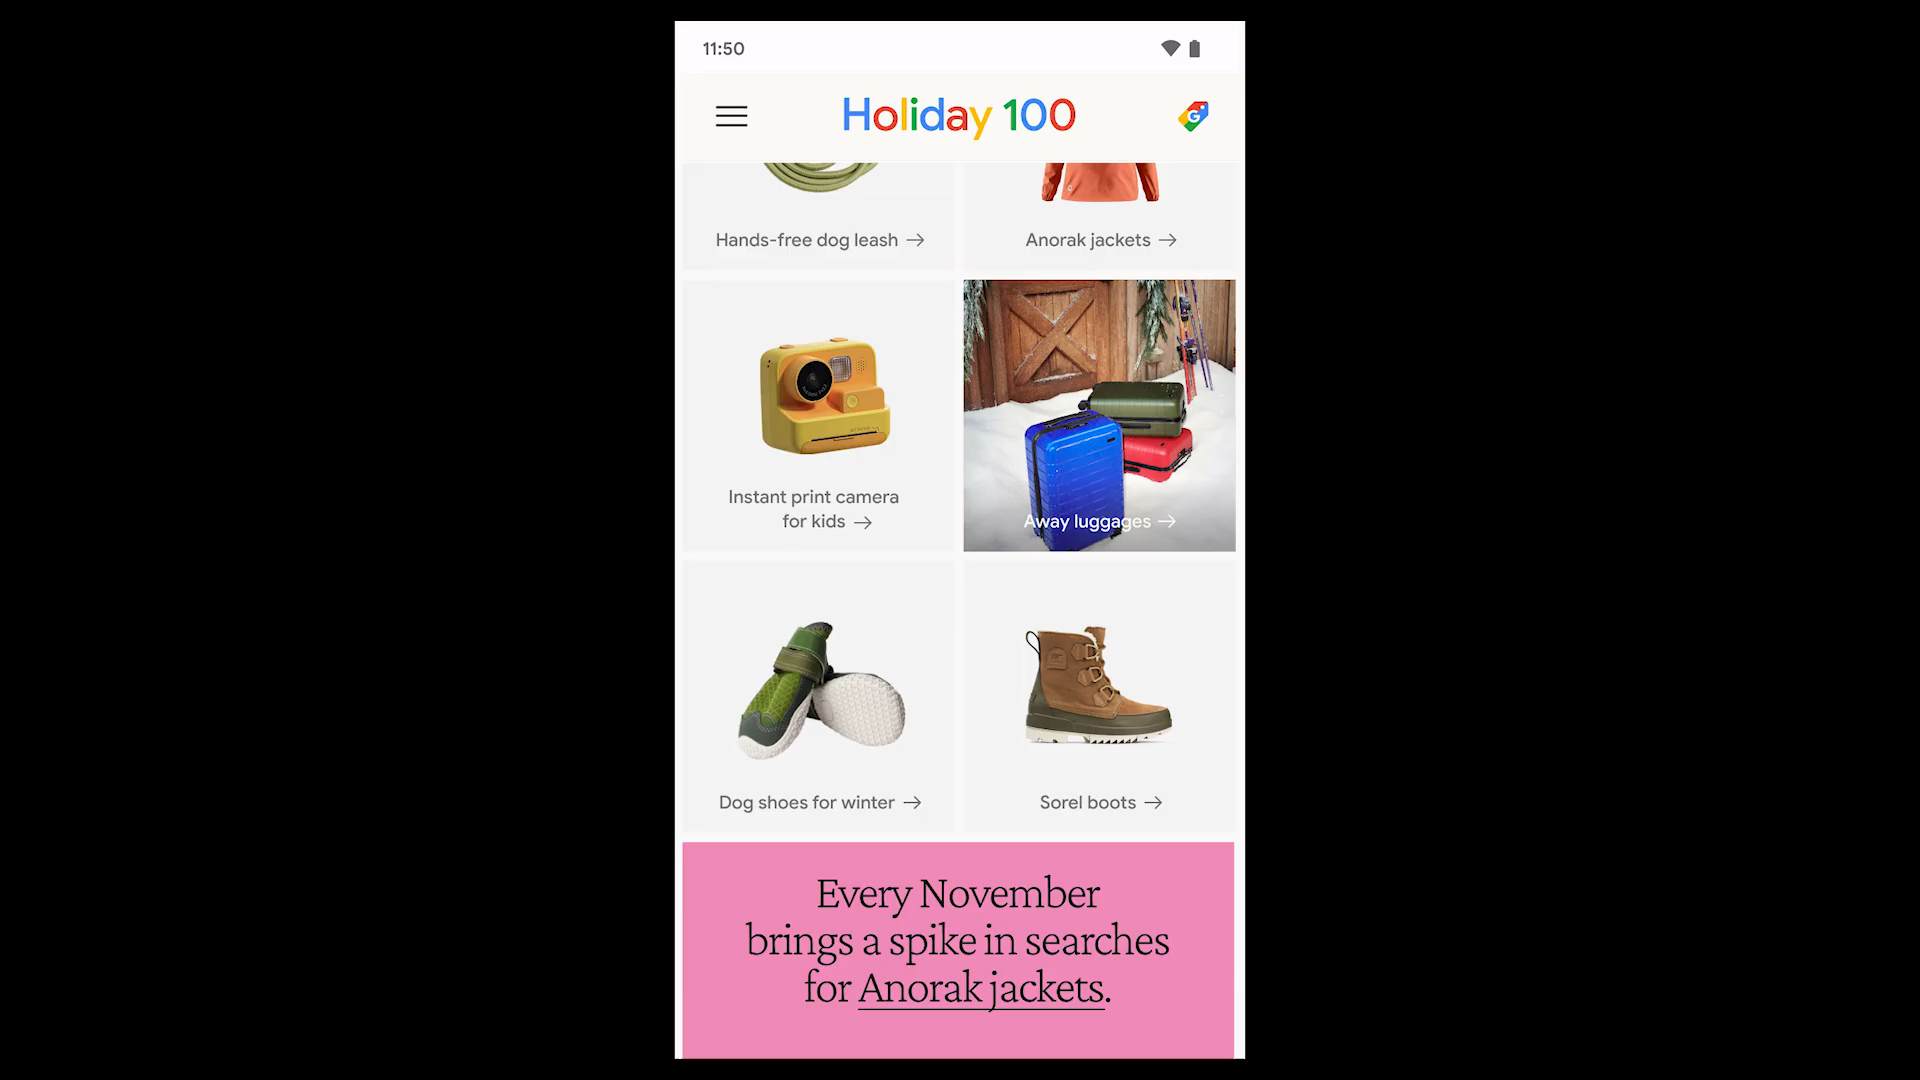 11:50
Holiday 100
G
Hands-free dog leash →
Anorak jackets →
Instant print camera
for kids →
Away luggages →
Dog shoes for winter →
Sorel boots →
Every November
brings a spike in searches
for Anorak jackets.